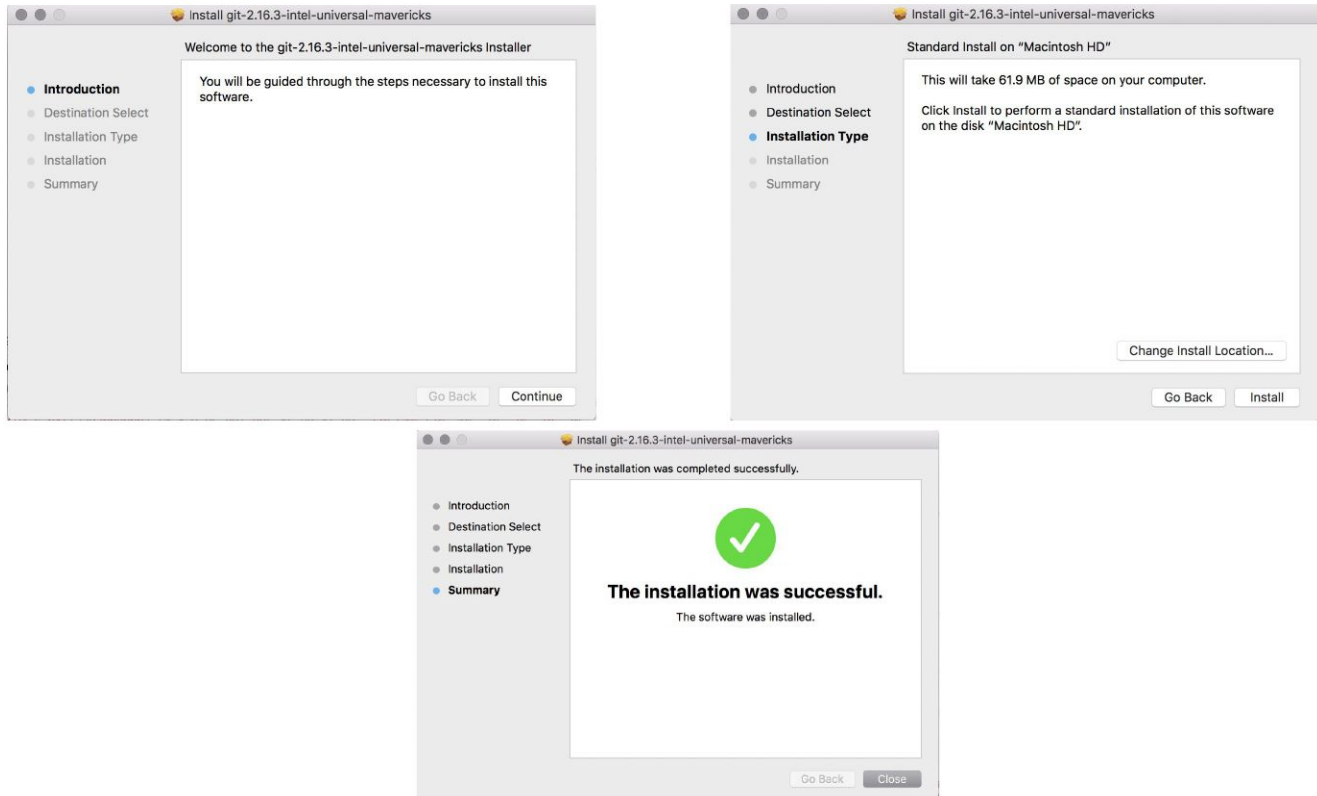 Install git-2.16.3-intel-universal-mavericks
Welcome to the git-2.16.3-intel-universal-mavericks Installer
Introduction
Destination Select
Installation Type
Installation
Summary
You will be guided through the steps necessary to install this
software.
Go Back
Continue
Install git-2.16.3-intel-universal-mavericks
Standard Install on “Macintosh HD”
Introduction
Destination Select
Installation Type
Installation
Summary
This will take 61.9 MB of space on your computer.
Click Install to perform a standard installation of this software
on the disk “Macintosh HD”.
Change Install Location...
Go Back
Install
Install git-2.16.3-intel-universal-mavericks
The installation was completed successfully.
Introduction
Destination Select
Installation Type
Installation
Summary
The installation was successful.
The software was installed.
Go Back
Close